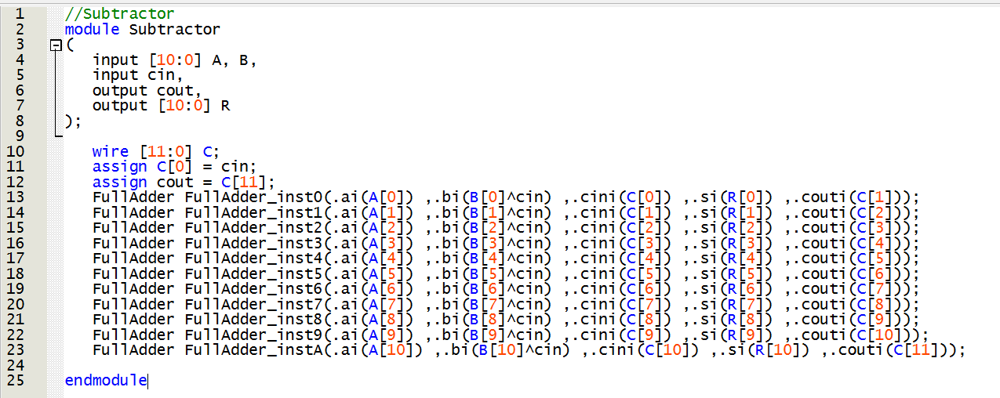 1 //Subtractor
2 module Subtractor
3 (
4 input [10:0] A, B,
5 input cin,
6 output cout,
7 output [10:0] R
8 );
9
10 wire [11:0] C;
11 assign C[0] = cin;
12 assign cout = C[11];
13 FullAdder FullAdder_inst0(.ai(A[0]) ,.bi(B[0]^cin) ,.cini(C[0]) ,.si(R[0]) ,.couti(C[1]));
14 FullAdder FullAdder_inst1(.ai(A[1]) ,.bi(B[1]^cin) ,.cini(C[1]) ,.si(R[1]) ,.couti(C[2]));
15 FullAdder FullAdder_inst2(.ai(A[2]) ,.bi(B[2]^cin) ,.cini(C[2]) ,.si(R[2]) ,.couti(C[3]));
16 FullAdder FullAdder_inst3(.ai(A[3]) ,.bi(B[3]^cin) ,.cini(C[3]) ,.si(R[3]) ,.couti(C[4]));
17 FullAdder FullAdder_inst4(.ai(A[4]) ,.bi(B[4]^cin) ,.cini(C[4]) ,.si(R[4]) ,.couti(C[5]));
18 FullAdder FullAdder_inst5(.ai(A[5]) ,.bi(B[5]^cin) ,.cini(C[5]) ,.si(R[5]) ,.couti(C[6]));
19 FullAdder FullAdder_inst6(.ai(A[6]) ,.bi(B[6]^cin) ,.cini(C[6]) ,.si(R[6]) ,.couti(C[7]));
20 FullAdder FullAdder_inst7(.ai(A[7]) ,.bi(B[7]^cin) ,.cini(C[7]) ,.si(R[7]) ,.couti(C[8]));
21 FullAdder FullAdder_inst8(.ai(A[8]) ,.bi(B[8]^cin) ,.cini(C[8]) ,.si(R[8]) ,.couti(C[9]));
22 FullAdder FullAdder_inst9(.ai(A[9]) ,.bi(B[9]^cin) ,.cini(C[9]) ,.si(R[9]) ,.couti(C[10]));
23 FullAdder FullAdder_instA(.ai(A[10]) ,.bi(B[10]^cin) ,.cini(C[10]) ,.si(R[10]) ,.couti(C[11]));
24
25 endmodule